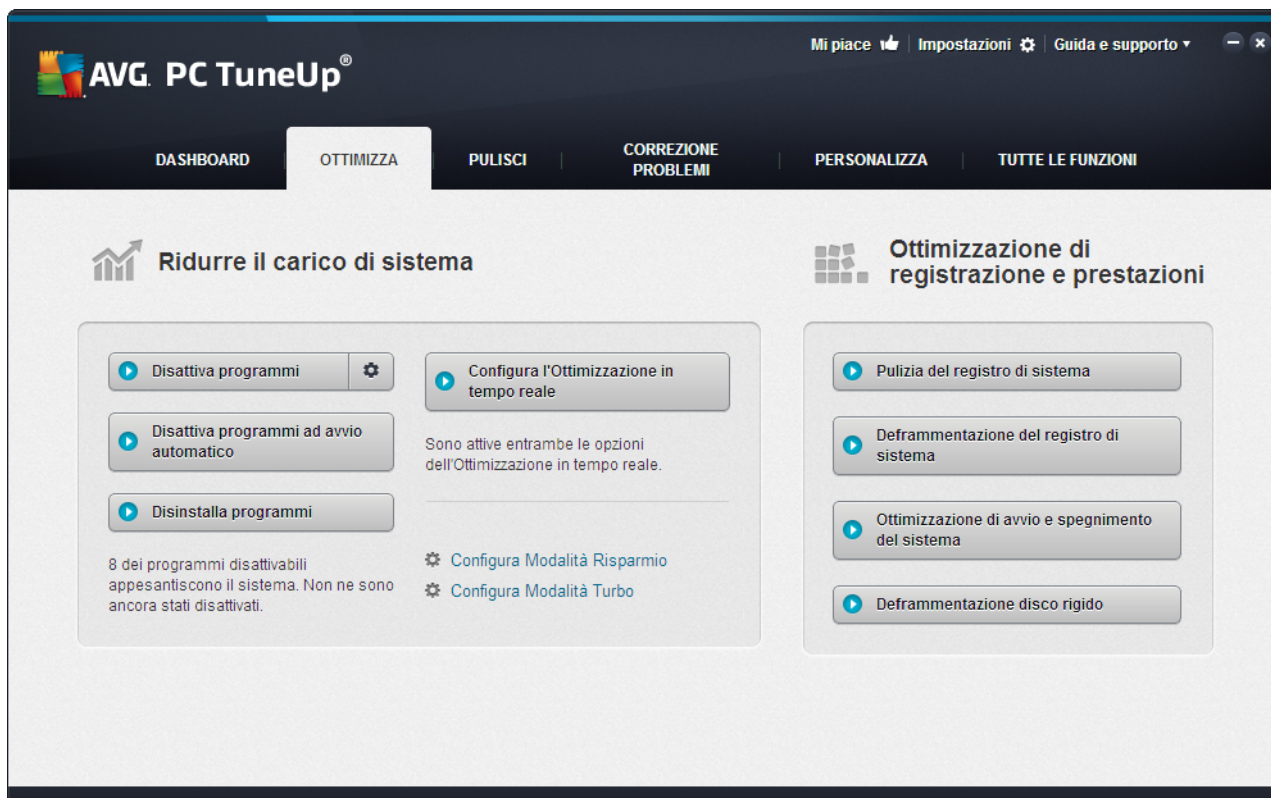 Mi piace
Impostazioni
Guida e supporto
AVG. PC TuneUp®
DASHBOARD
OTTIMIZZA
PULISCI
CORREZIONE
PROBLEMI
PERSONALIZZA
TUTTE LE FUNZIONI
Ridurre il carico di sistema
Disattiva programmi
Disattiva programmi ad avvio
automatico
Disinstalla programmi
8 dei programmi disattivabili
appesantiscono il sistema. Non ne sono
ancora stati disattivati.
Configura l'Ottimizzazione in
tempo reale
Sono attive entrambe le opzioni
dell'Ottimizzazione in tempo reale.
Configura Modalità Risparmio
Configura Modalità Turbo
Ottimizzazione di
registrazione e prestazioni
Pulizia del registro di sistema
Deframmentazione del registro di
sistema
Ottimizzazione di avvio e spegnimento
del sistema
Deframmentazione disco rigido